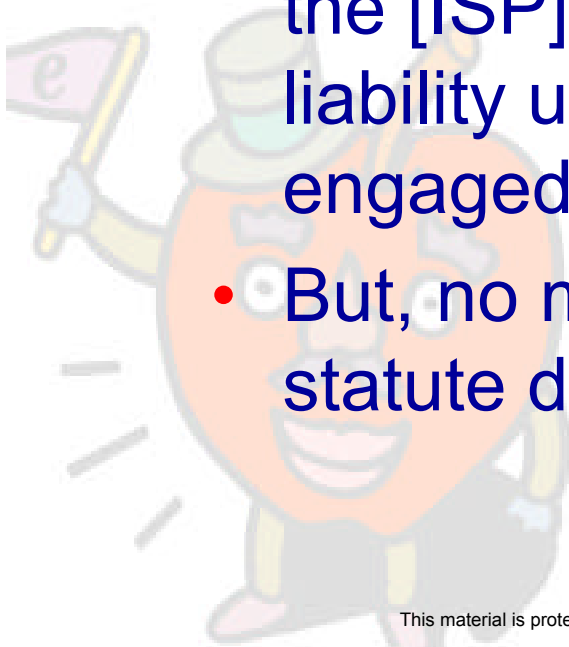 e
the [ISP]
liability u
engaged
• But, no m
statute d
This material is prote